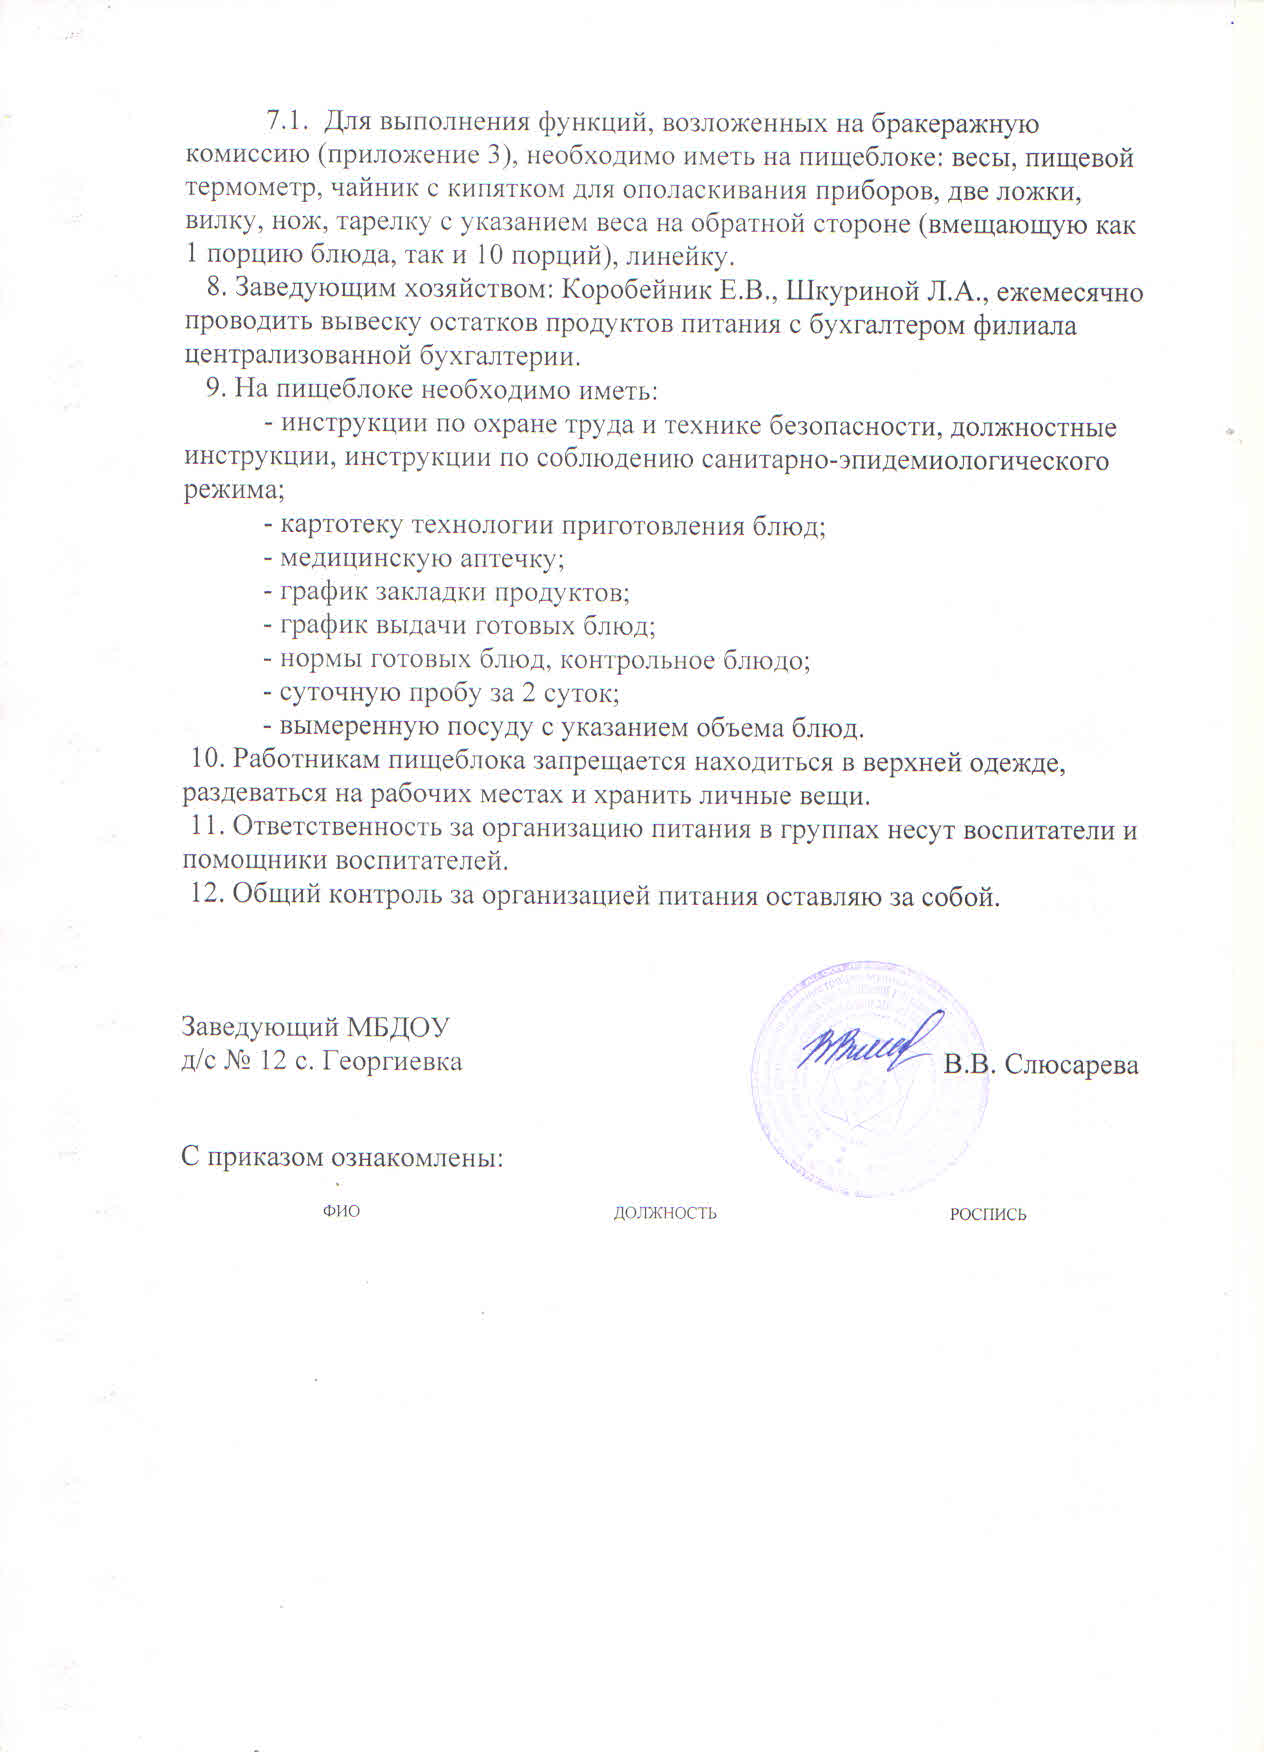 7.1. Для выполнения функций, возложенных на бракеражную
комиссию (приложение 3), необходимо иметь на пищеблоке: весы, пищевой
термометр, чайник с кипятком для ополаскивания приборов, две ложки,
вилку, нож, тарелку с указанием веса на обратной стороне (вмещающую как
1 порцию блюда, так и 10 порций), линейку.
8. Заведующим хозяйством: Коробейник Е.В., Шкуриной Л.А., ежемесячно
проводить вывеску остатков продуктов питания с бухгалтером филиала
централизованной бухгалтерии.
9. На пищеблоке необходимо иметь:
- инструкции по охране труда и технике безопасности, должностные
инструкции, инструкции по соблюдению санитарно-эпидемиологического
режима;
- картотеку технологии приготовления блюд;
- медицинскую аптечку;
- график закладки продуктов;
- график выдачи готовых блюд;
- нормы готовых блюд, контрольное блюдо;
- суточную пробу за 2 суток;
- вымеренную посуду с указанием объема блюд.
10. Работникам пищеблока запрещается находиться в верхней одежде,
раздеваться на рабочих местах и хранить личные вещи.
11. Ответственность за организацию питания в группах несут воспитатели и
помощники воспитателей.
12. Общий контроль за организацией питания оставляю за собой.
Заведующий МБДОУ
д/с № 12 с. Георгиевка В.В. Слюсарева
С приказом ознакомлены:
ФИО ДОЛЖНОСТЬ РОСПИСЬ